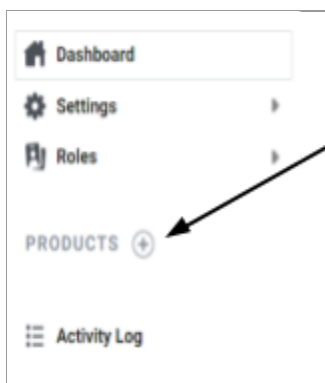 Dashboard
Settings
Roles
PRODUCTS
Activity Log